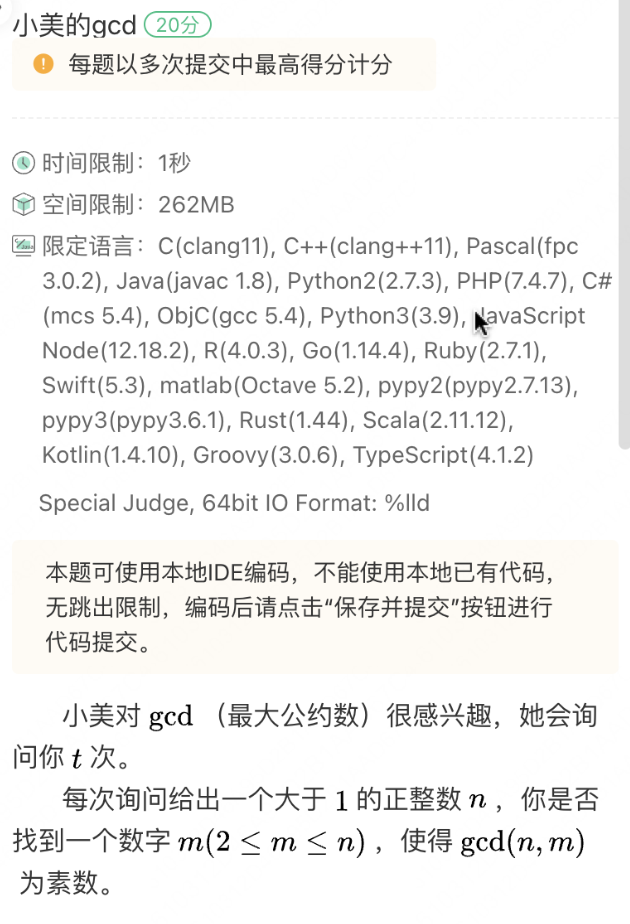 小美的gcd 20分
每题以多次提交中最高得分计分
时间限制：1秒
空间限制：262MB
限定语言：C(clang11), C++(clang++11), Pascal(fpc
3.0.2), Java(javac 1.8), Python2(2.7.3), PHP(7.4.7), C#
(mcs 5.4), ObjC(gcc 5.4), Python3(3.9), JavaScript
Node(12.18.2), R(4.0.3), Go(1.14.4), Ruby(2.7.1),
Swift(5.3), matlab(Octave 5.2), pypy2(pypy2.7.13),
pypy3(pypy3.6.1), Rust(1.44), Scala(2.11.12),
Kotlin(1.4.10), Groovy(3.0.6), TypeScript(4.1.2)
Special Judge, 64bit IO Format: %lld
本题可使用本地IDE编码，不能使用本地已有代码，
无跳出限制，编码后请点击“保存并提交”按钮进行
代码提交。
小美对 gcd （最大公约数）很感兴趣，她会询
问你 t 次。
每次询问给出一个大于 1 的正整数 n ，你是否
找到一个数字 m(2 ≤ m ≤ n) ，使得 gcd(n, m)
为素数。